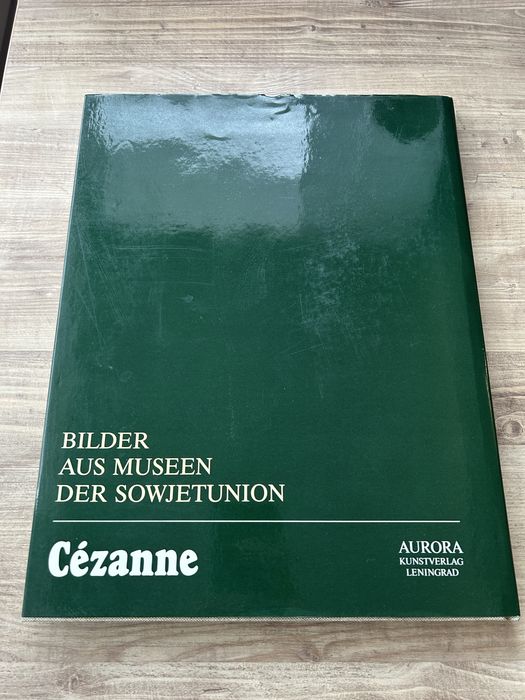 BILDER
AUS MUSEEN
DER SOWJETUNION
Cézanne
AURORA
KUNSTVERLAG
LENINGRAD